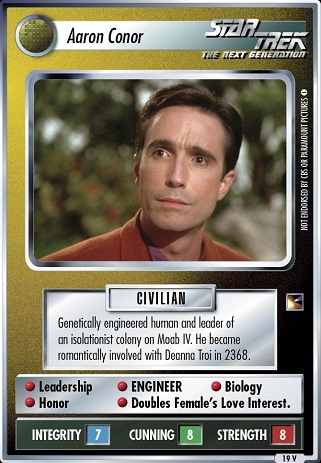 Aaron Conor
STAR TREK
THE NEXT GENERATION
NOT ENDORSED BY CBS OR PARAMOUNT PICTURES
CIVILIAN
Genetically engineered human and leader of
an isolationist colony on Moab IV. He became
romantically involved with Deanna Troi in 2368.
Leadership ENGINEER Biology
Honor Doubles Female's Love Interest.
INTEGRITY 7 CUNNING 8 STRENGTH 8
19 V